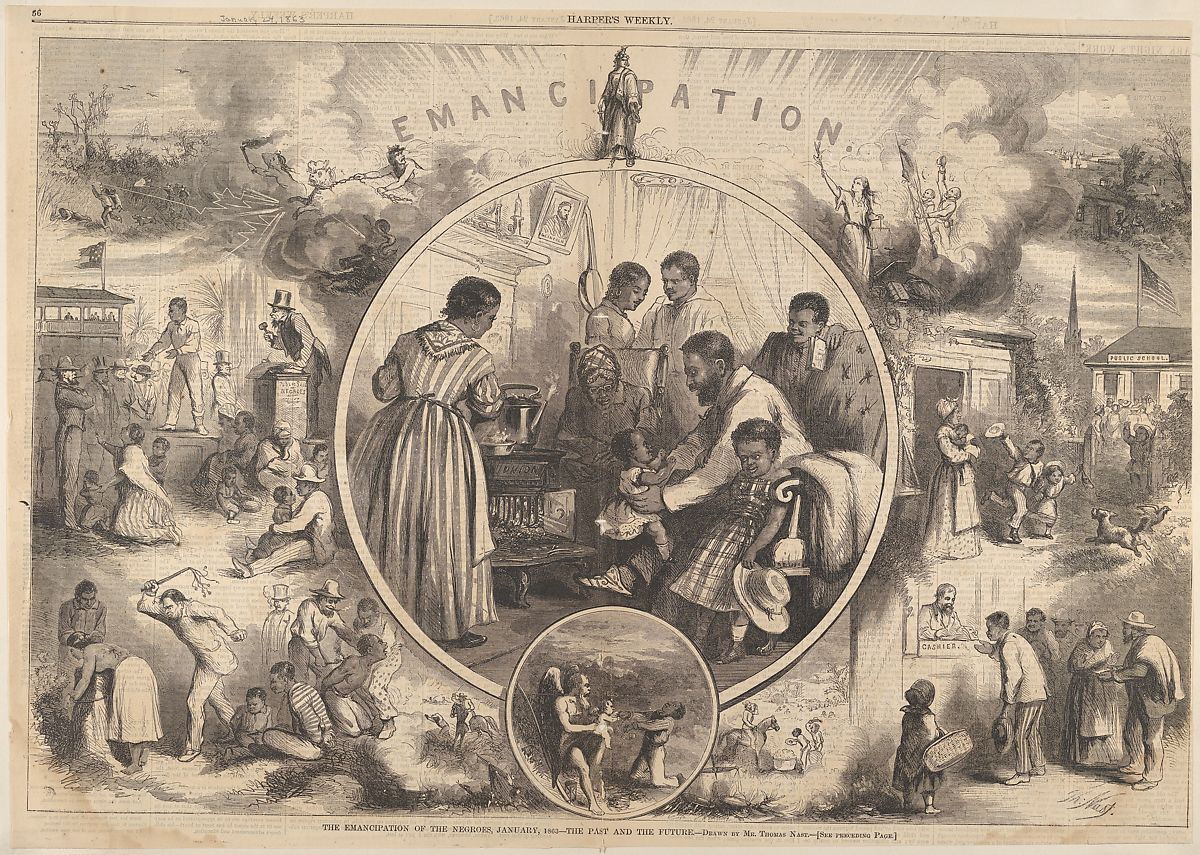 56
January 24, 1863
HARPER'S WEEKLY.
EMANCIPATION.
PUBLIC SCHOOL.
UNION
CASHIER.
Th. Nast.
THE EMANCIPATION OF THE NEGROES, JANUARY, 1863—THE PAST AND THE FUTURE.—DRAWN BY MR. THOMAS NAST.—[SEE PRECEDING PAGE.]